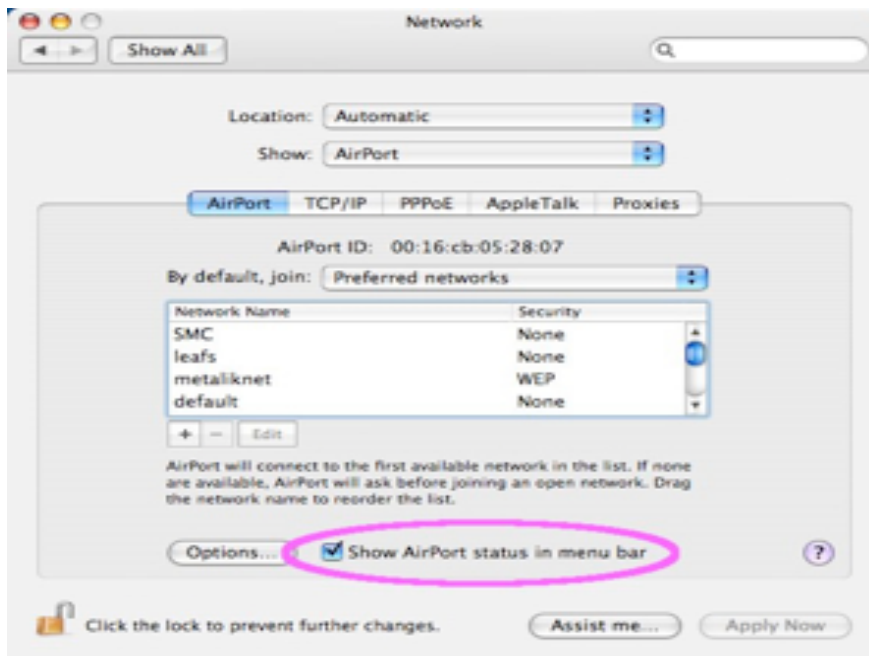 Network
Show All
Location: Automatic
Show: AirPort
AirPort TCP/IP PPPoE AppleTalk Proxies
AirPort ID: 00:16:cb:05:28:07
By default, join: Preferred networks
Network Name Security
SMC None
leafs None
metaliknet WEP
default None
+ − Edit
AirPort will connect to the first available network in the list. If none
are available, AirPort will ask before joining an open network. Drag
the network name to reorder the list.
Options... Show AirPort status in menu bar ?
Click the lock to prevent further changes. Assist me... Apply Now